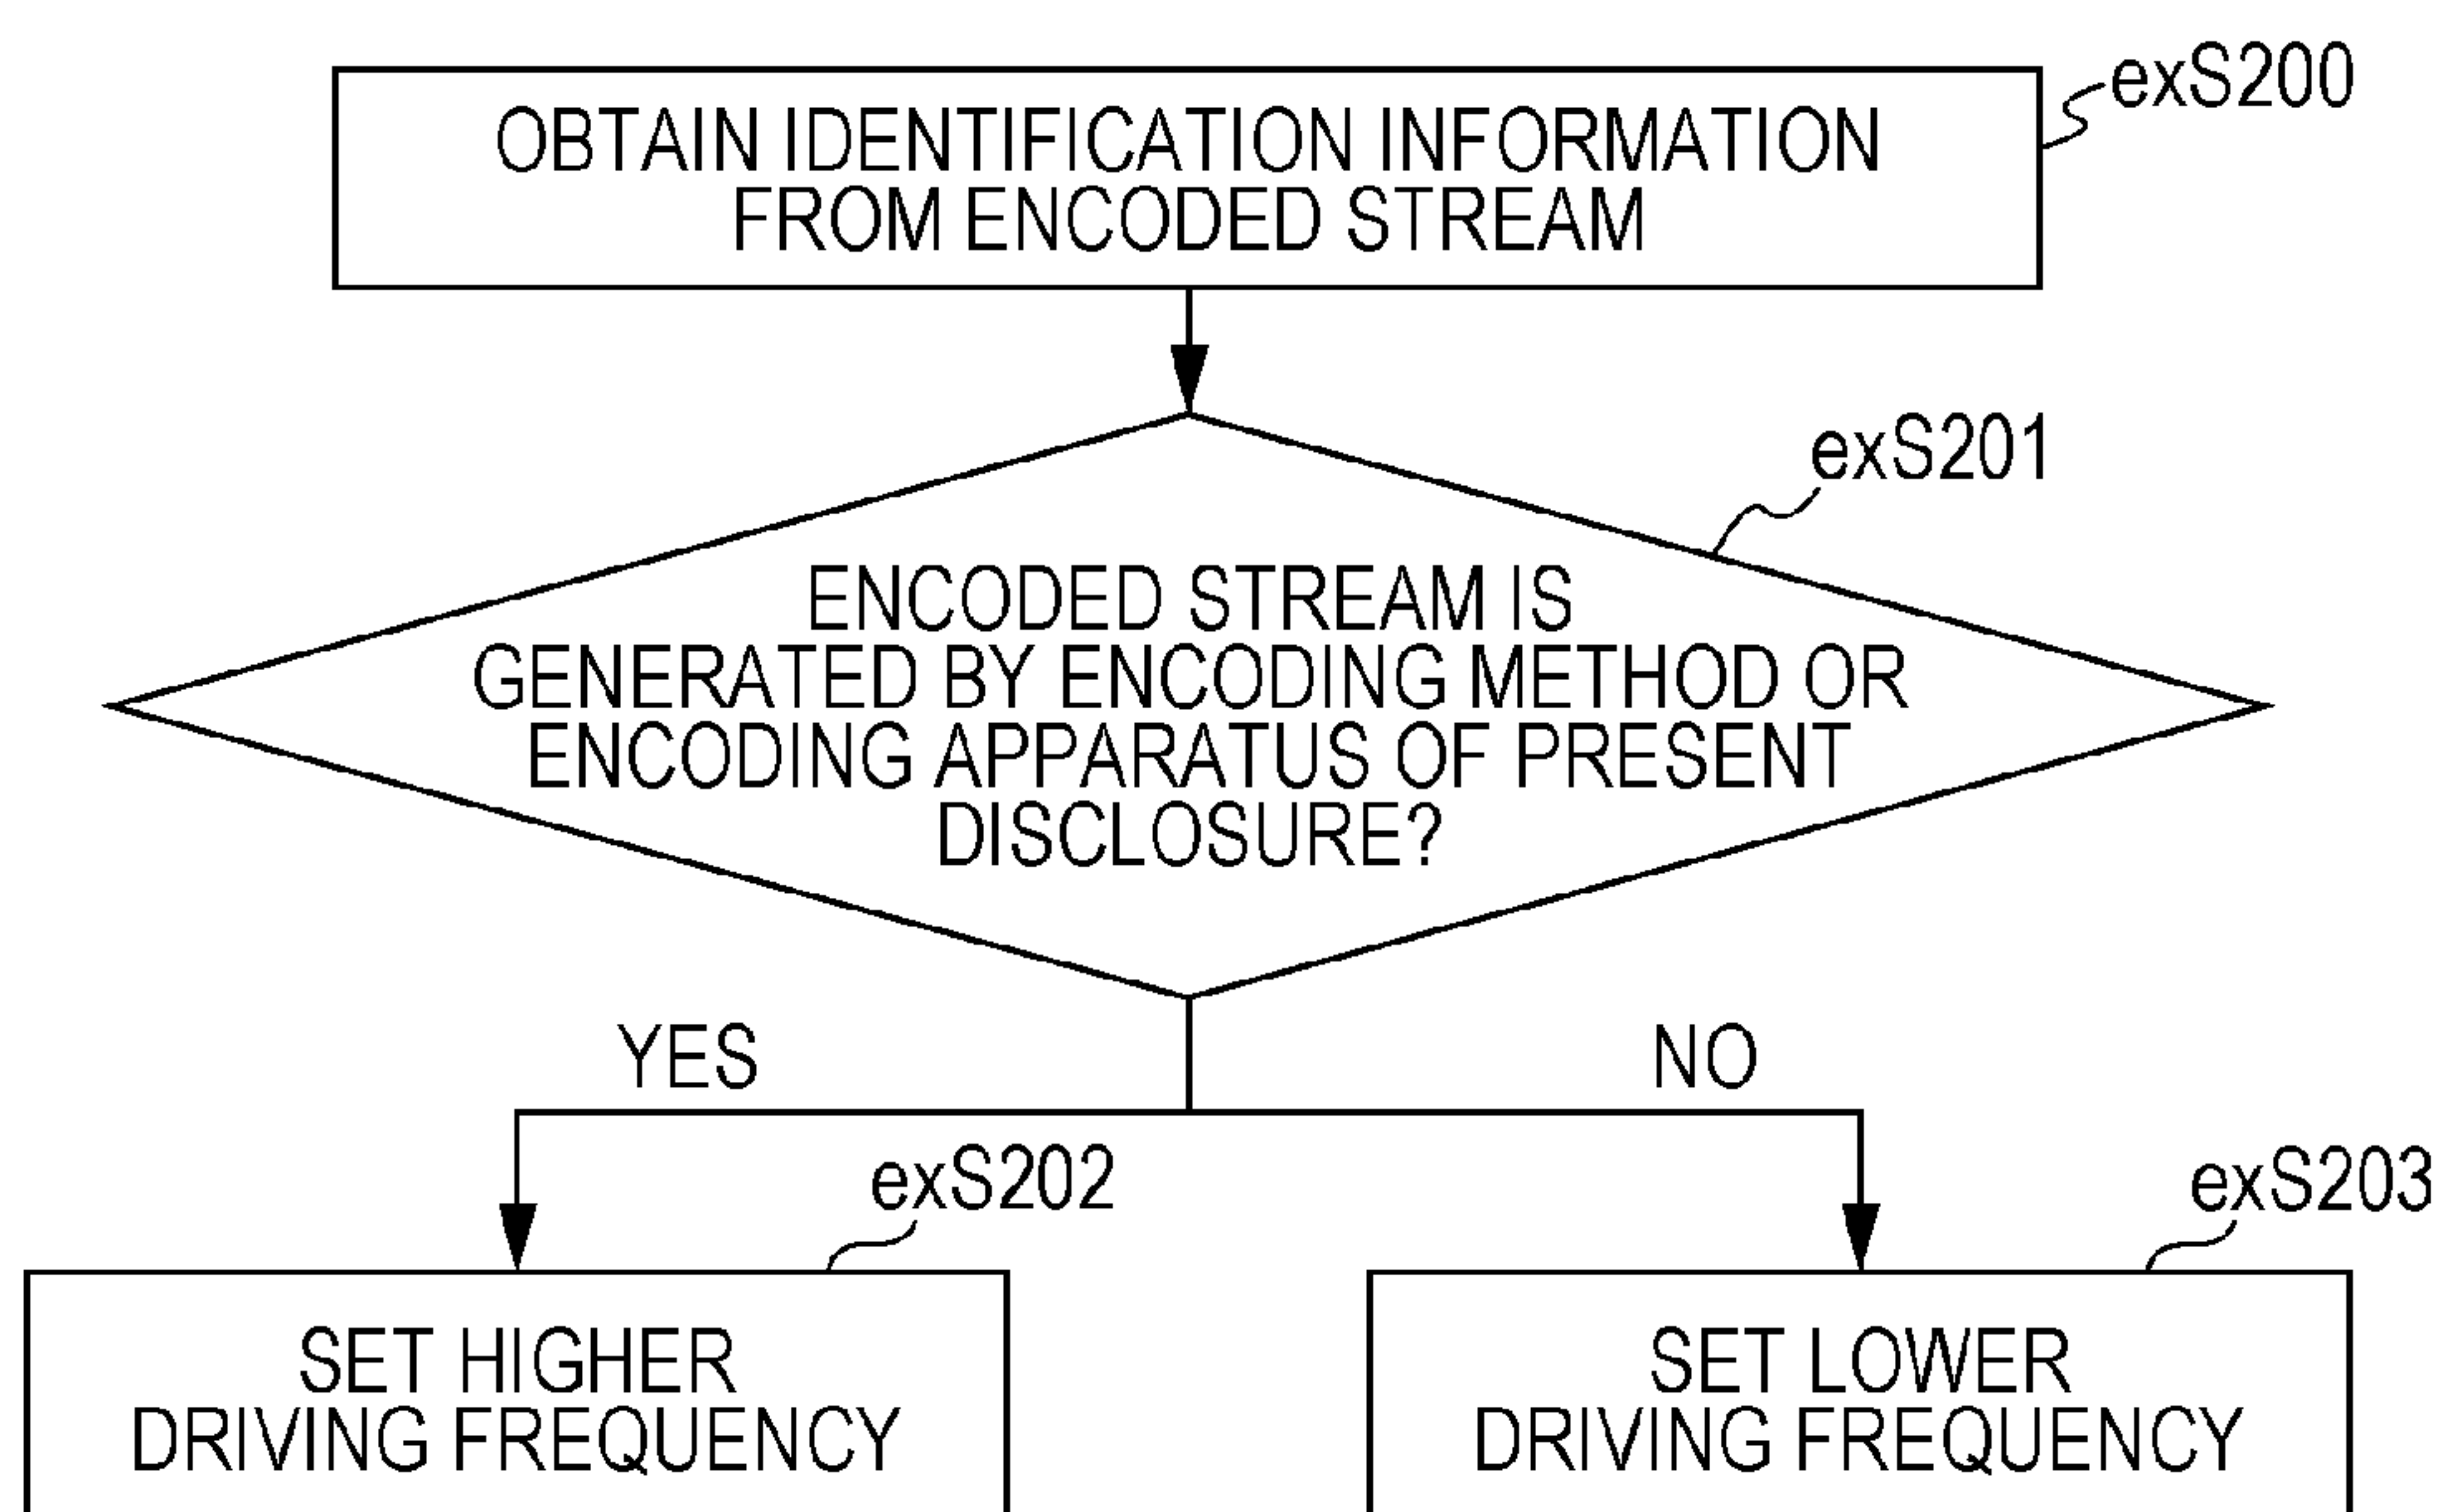 exS200
OBTAIN IDENTIFICATION INFORMATION
FROM ENCODED STREAM
exS201
ENCODED STREAM IS
GENERATED BY ENCODING METHOD OR
ENCODING APPARATUS OF PRESENT
DISCLOSURE?
YES
NO
exS202
exS203
SET HIGHER
DRIVING FREQUENCY
SET LOWER
DRIVING FREQUENCY